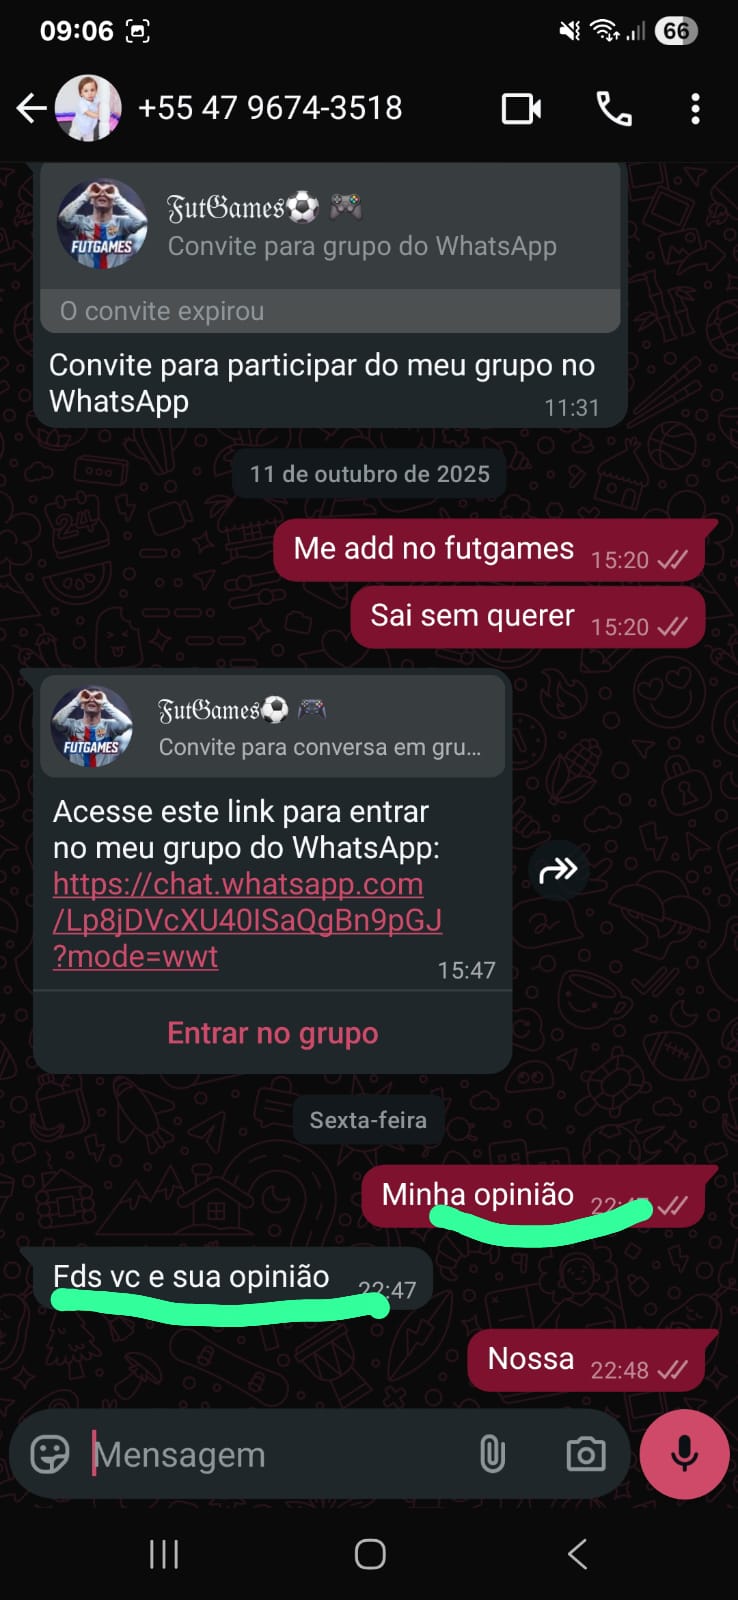 09:06
66
+55 47 9674-3518
FutGames⚽ 🎮
FUTGAMES
Convite para grupo do WhatsApp
O convite expirou
Convite para participar do meu grupo no
WhatsApp
11:31
11 de outubro de 2025
Me add no futgames 15:20
Sai sem querer 15:20
FutGames⚽ 🎮
FUTGAMES
Convite para conversa em gru...
Acesse este link para entrar
no meu grupo do WhatsApp:
https://chat.whatsapp.com
/Lp8jDVcXU40ISaQgBn9pGJ
?mode=wwt
15:47
Entrar no grupo
Sexta-feira
Minha opinião
Fds vc e sua opinião 22:47
Nossa 22:48
Mensagem